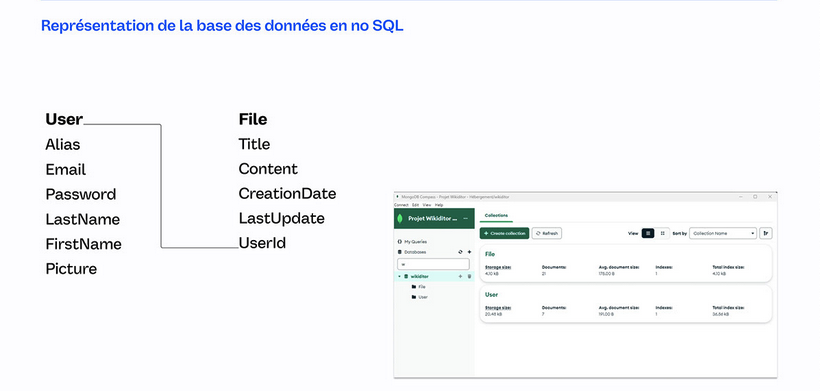 Représentation de la base des données en no SQL
User
Alias
Email
Password
LastName
FirstName
Picture
File
Title
Content
CreationDate
LastUpdate
UserId
MongoDB Compass - Projet Wikiditor -
Connect Edit View Help
Projet Wikiditor ...
My Queries
Databases
w
wikiditor
File
User
Collections
Create collection
Refresh
View
Sort by
Collection Name
File
Storage size: Documents: Avg. document size: Indexes: Total index size:
4.10 kB 21 175.00 B 1 4.10 kB
User
Storage size: Documents: Avg. document size: Indexes: Total index size:
20.48 kB 7 191.00 B 1 36.86 kB